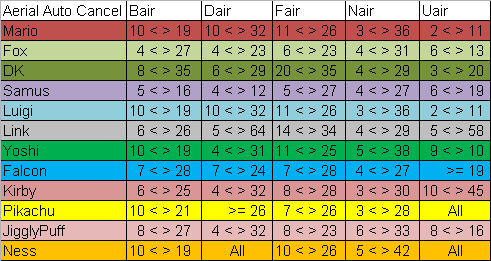 Aerial Auto Cancel Bair Dair Fair Nair Uair
Mario 10 <> 19 10 <> 32 11 <> 26 3 <> 36 2 <> 11
Fox 4 <> 27 4 <> 23 6 <> 23 4 <> 31 6 <> 13
DK 8 <> 35 6 <> 29 20 <> 35 4 <> 29 3 <> 20
Samus 5 <> 16 4 <> 12 5 <> 27 4 <> 27 6 <> 19
Luigi 10 <> 19 10 <> 32 11 <> 26 3 <> 36 2 <> 11
Link 6 <> 26 5 <> 64 14 <> 34 4 <> 29 5 <> 58
Yoshi 10 <> 19 4 <> 31 11 <> 25 5 <> 38 9 <> 10
Falcon 7 <> 28 7 <> 24 7 <> 28 4 <> 27 >= 19
Kirby 6 <> 25 4 <> 32 8 <> 28 3 <> 30 10 <> 45
Pikachu 10 <> 21 >= 26 7 <> 26 3 <> 28 All
JigglyPuff 8 <> 27 4 <> 32 8 <> 23 6 <> 33 8 <> 16
Ness 10 <> 19 All 10 <> 26 5 <> 42 All